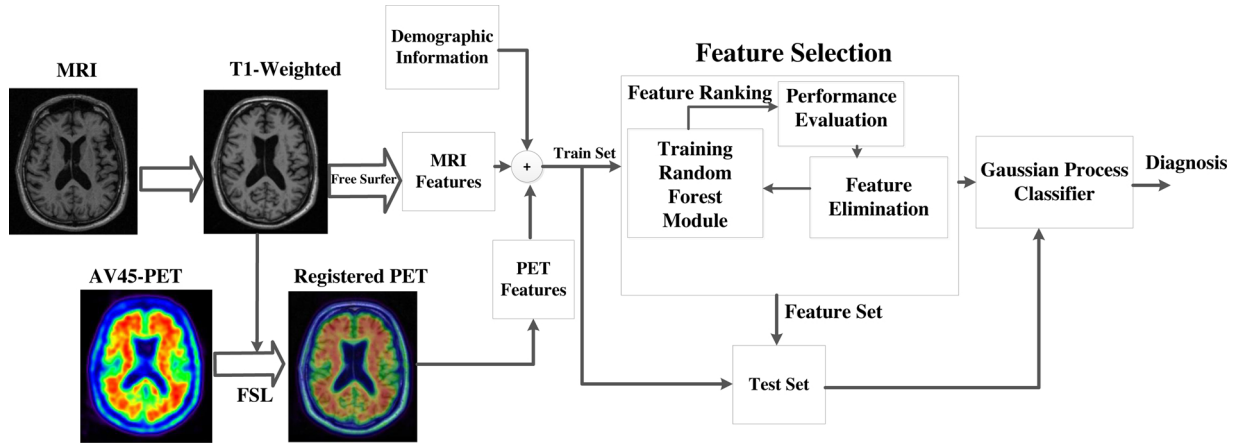 MRI
T1-Weighted
Demographic
Information
Feature Selection
Free Surfer
MRI
Features
+
Train Set
Feature Ranking
Performance
Evaluation
Training
Random
Forest
Module
Feature
Elimination
Gaussian Process
Classifier
Diagnosis
AV45-PET
FSL
Registered PET
PET
Features
Feature Set
Test Set